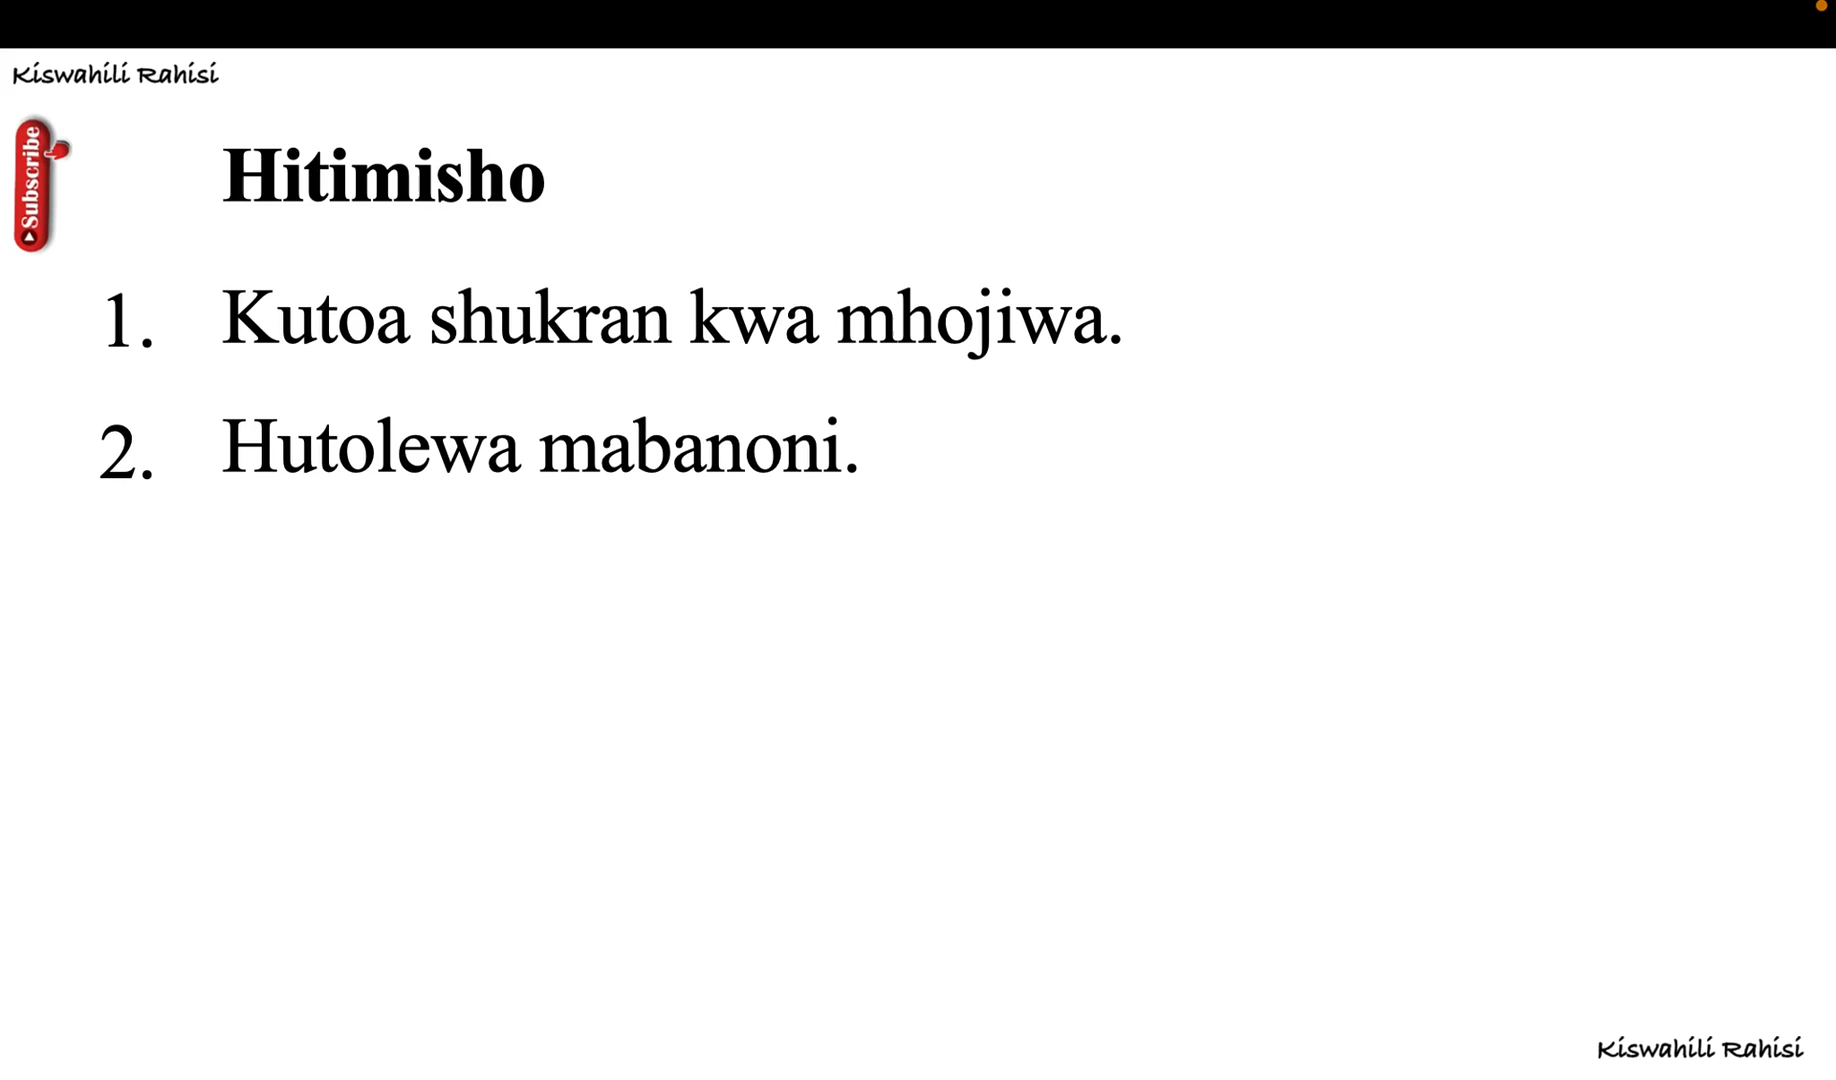 Kiswahili Rahisi
Subscribe
Hitimisho
1. Kutoa shukran kwa mhojiwa.
2. Hutolewa mabanoni.
Kiswahili Rahisi